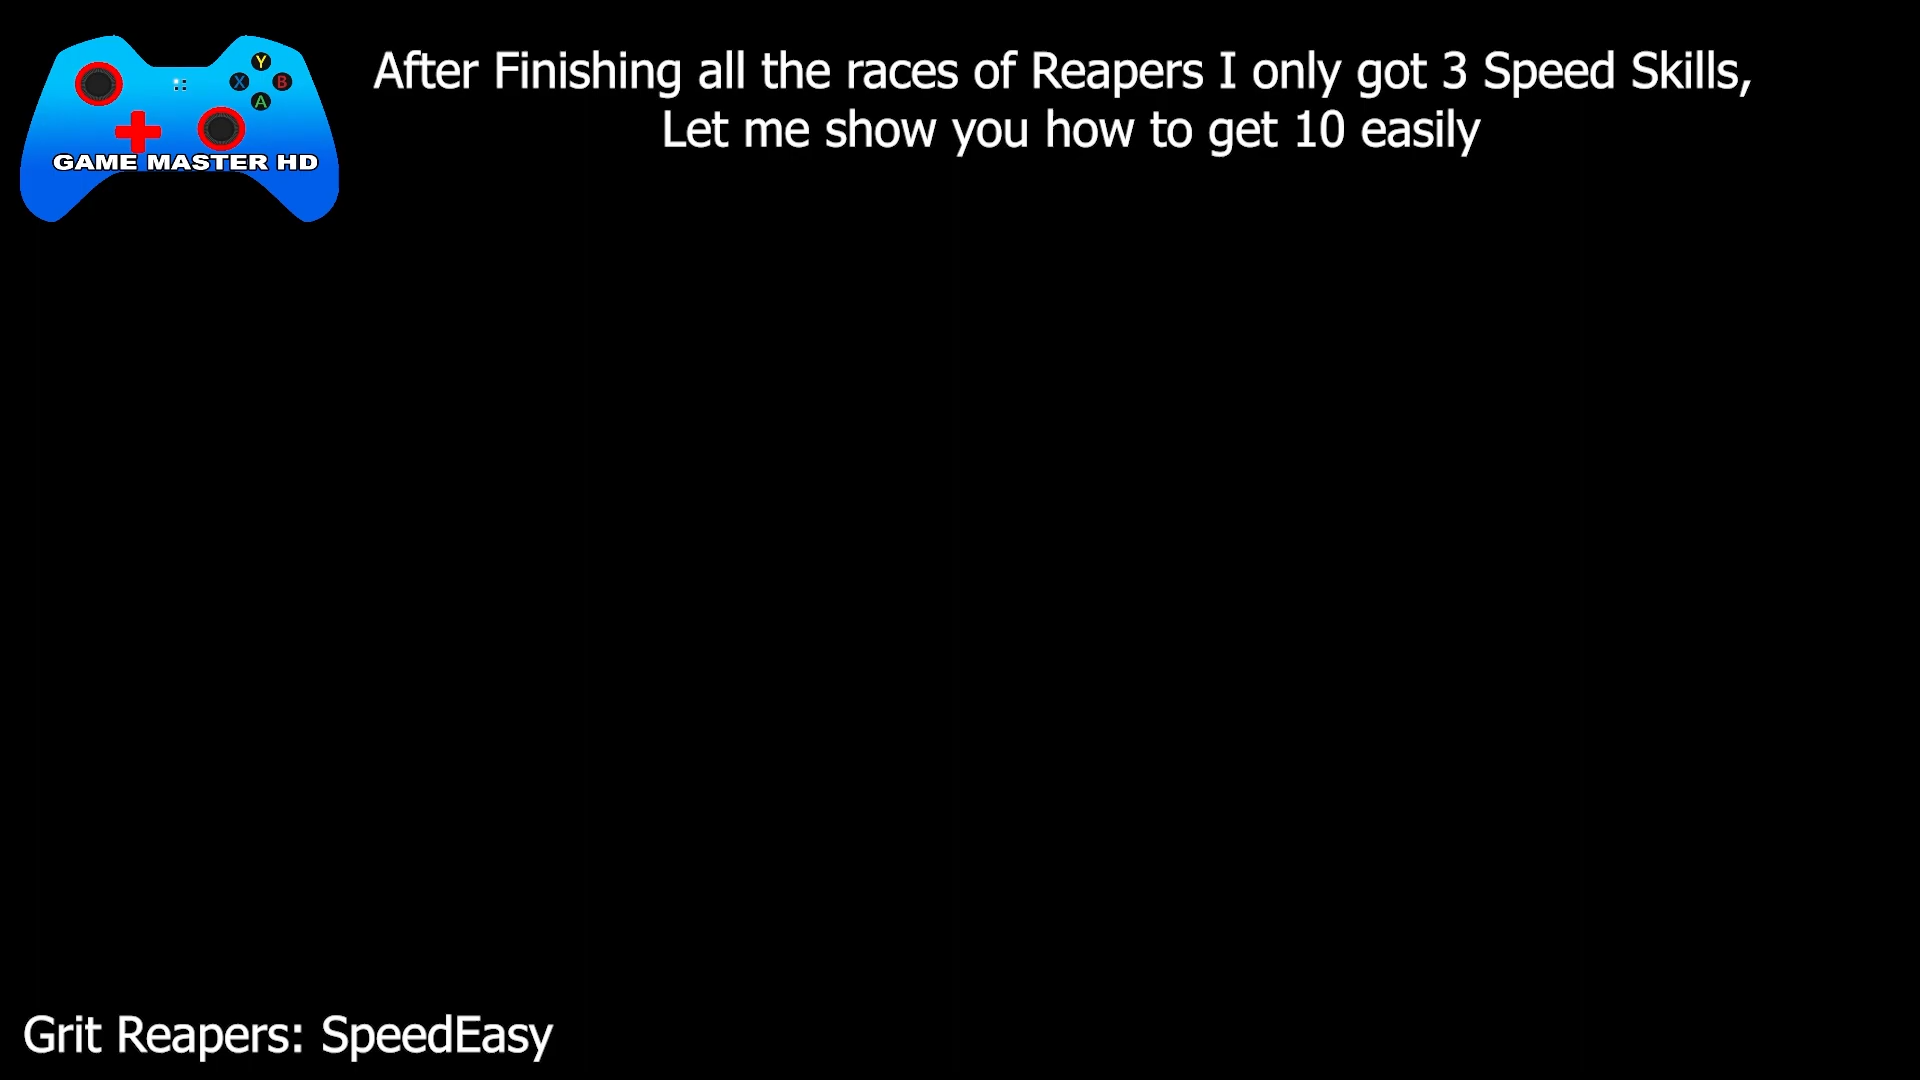 After Finishing all the races of Reapers I only got 3 Speed Skills,
Let me show you how to get 10 easily
Y
X B
A
GAME MASTER HD
Grit Reapers: SpeedEasy